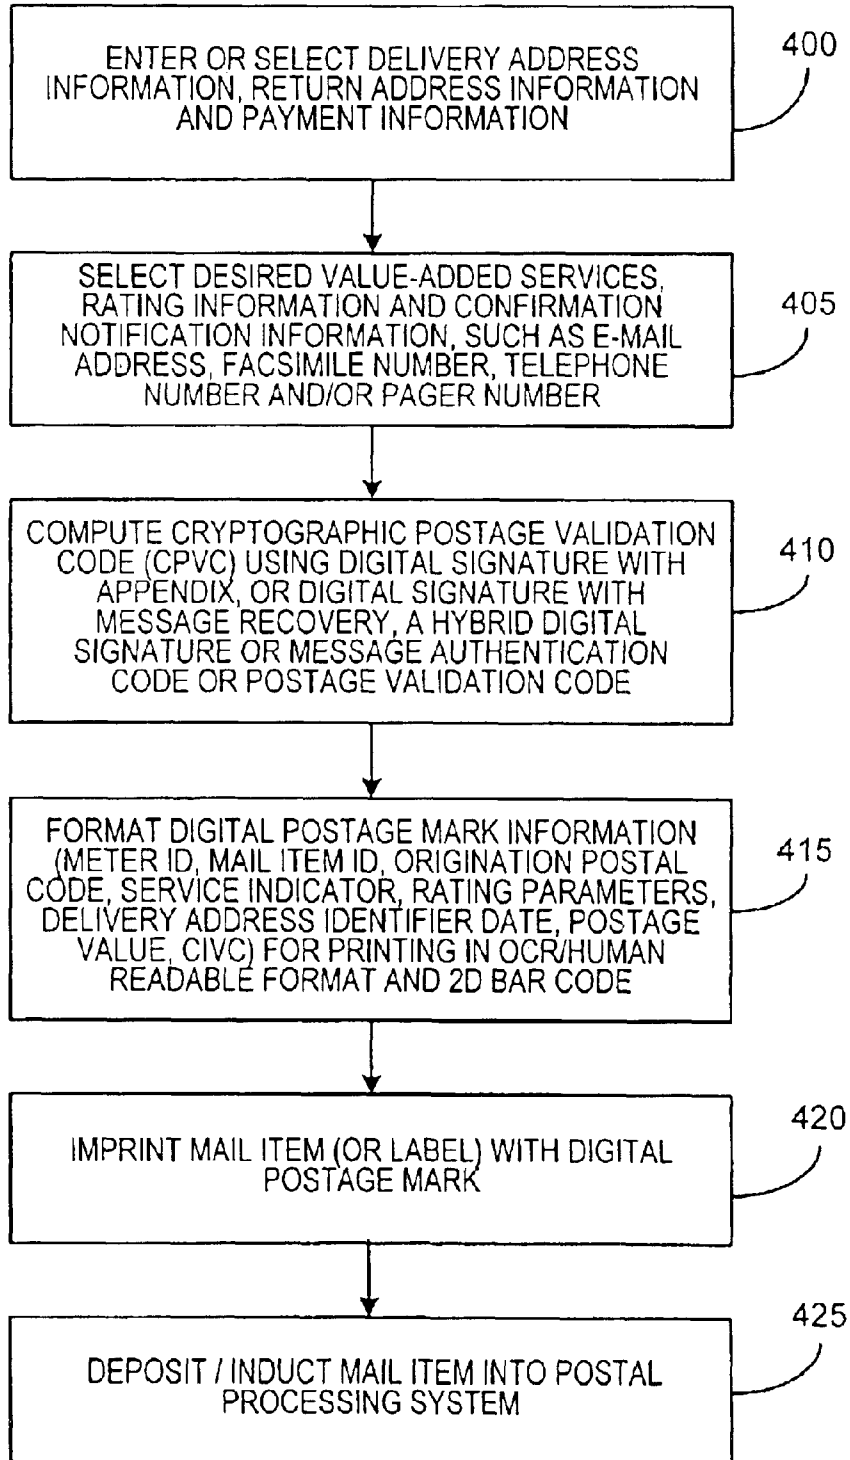 ENTER OR SELECT DELIVERY ADDRESS
INFORMATION, RETURN ADDRESS INFORMATION
AND PAYMENT INFORMATION
400
SELECT DESIRED VALUE-ADDED SERVICES,
RATING INFORMATION AND CONFIRMATION
NOTIFICATION INFORMATION, SUCH AS E-MAIL
ADDRESS, FACSIMILE NUMBER, TELEPHONE
NUMBER AND/OR PAGER NUMBER
405
COMPUTE CRYPTOGRAPHIC POSTAGE VALIDATION
CODE (CPVC) USING DIGITAL SIGNATURE WITH
APPENDIX, OR DIGITAL SIGNATURE WITH
MESSAGE RECOVERY, A HYBRID DIGITAL
SIGNATURE OR MESSAGE AUTHENTICATION
CODE OR POSTAGE VALIDATION CODE
410
FORMAT DIGITAL POSTAGE MARK INFORMATION
(METER ID, MAIL ITEM ID, ORIGINATION POSTAL
CODE, SERVICE INDICATOR, RATING PARAMETERS,
DELIVERY ADDRESS IDENTIFIER DATE, POSTAGE
VALUE, CIVC) FOR PRINTING IN OCR/HUMAN
READABLE FORMAT AND 2D BAR CODE
415
IMPRINT MAIL ITEM (OR LABEL) WITH DIGITAL
POSTAGE MARK
420
DEPOSIT / INDUCT MAIL ITEM INTO POSTAL
PROCESSING SYSTEM
425